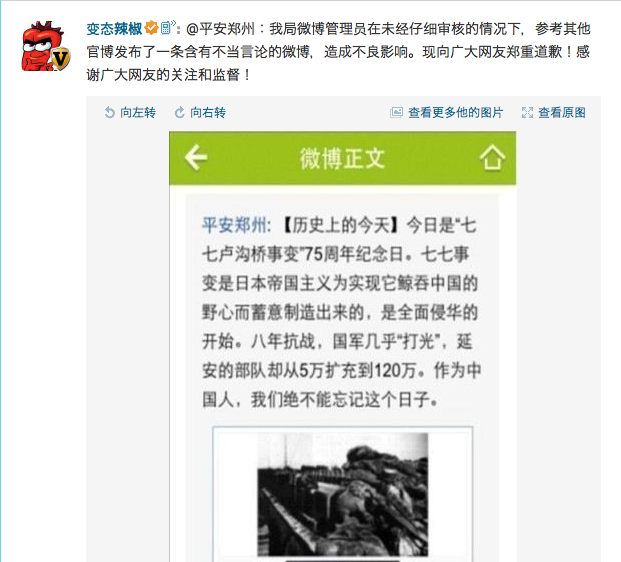 变态辣椒：@平安郑州：我局微博管理员在未经仔细审核的情况下，参考其他
官博发布了一条含有不当言论的微博，造成不良影响。现向广大网友郑重道歉！感
谢广大网友的关注和监督！
向左转 向右转 查看更多他的图片 查看原图
微博正文
平安郑州:【历史上的今天】今日是“七
七卢沟桥事变”75周年纪念日。七七事
变是日本帝国主义为实现它鲸吞中国的
野心而蓄意制造出来的，是全面侵华的
开始。八年抗战，国军几乎“打光”，延
安的部队却从5万扩充到120万。作为中
国人，我们绝不能忘记这个日子。